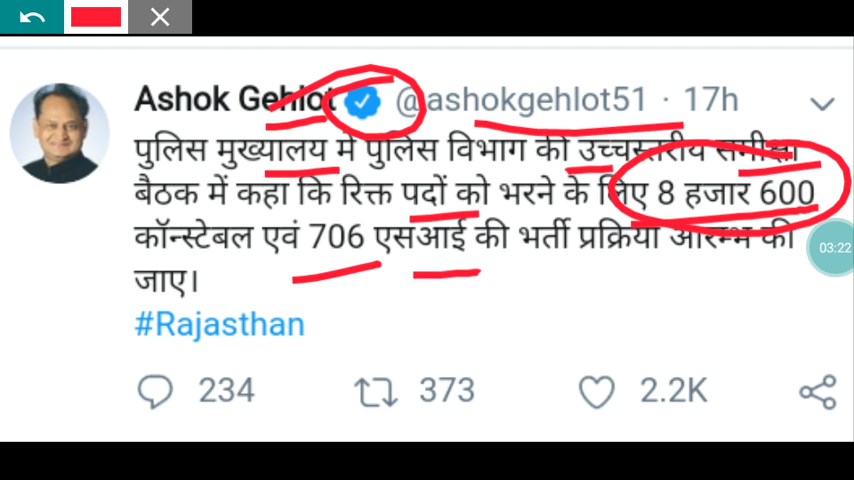 Ashok Gehlot @ashokgehlot51 · 17h
पुलिस मुख्यालय में पुलिस विभाग की उच्चस्तरीय समीक्षा
बैठक में कहा कि रिक्त पदों को भरने के लिए 8 हजार 600
कॉन्स्टेबल एवं 706 एसआई की भर्ती प्रक्रिया आरम्भ की
जाए।
#Rajasthan
234 373 2.2K
03:22